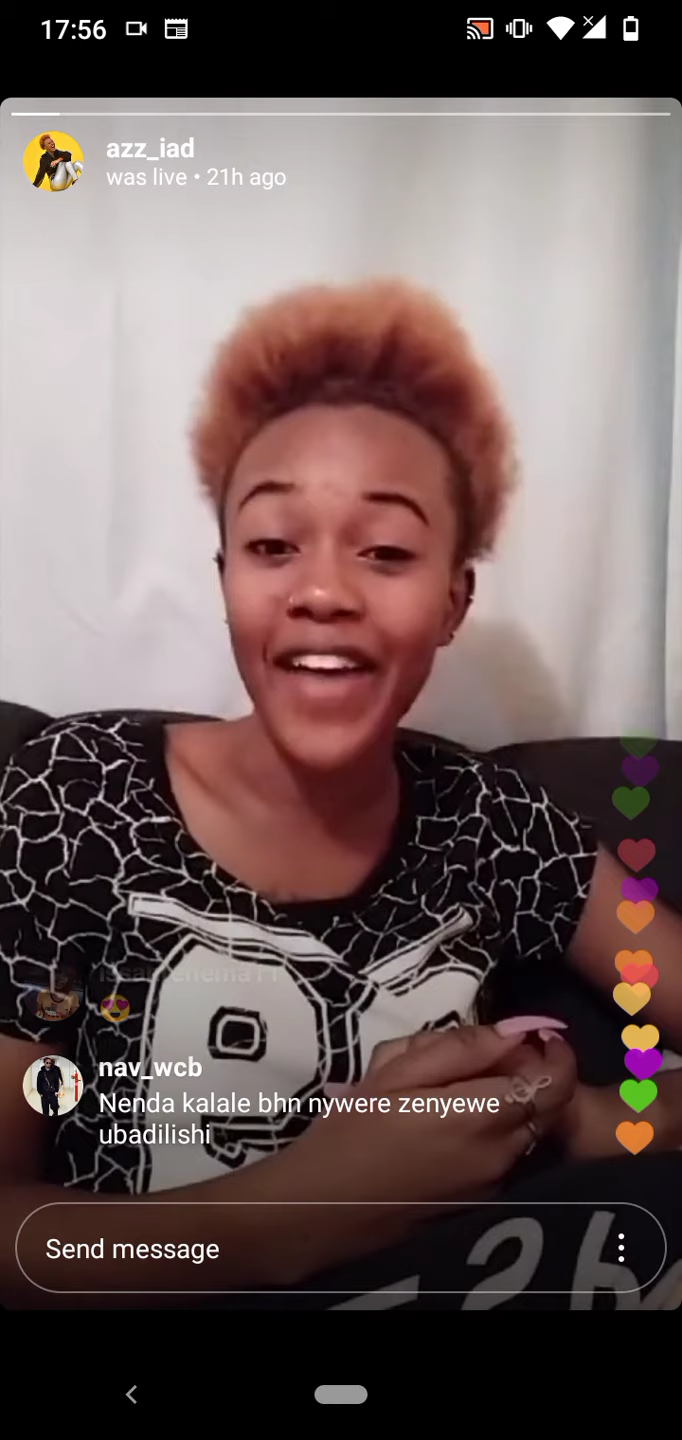 17:56
azz_iad
was live • 21h ago
nav_wcb
Nenda kalale bhn nywere zenyewe
ubadilishi
Send message